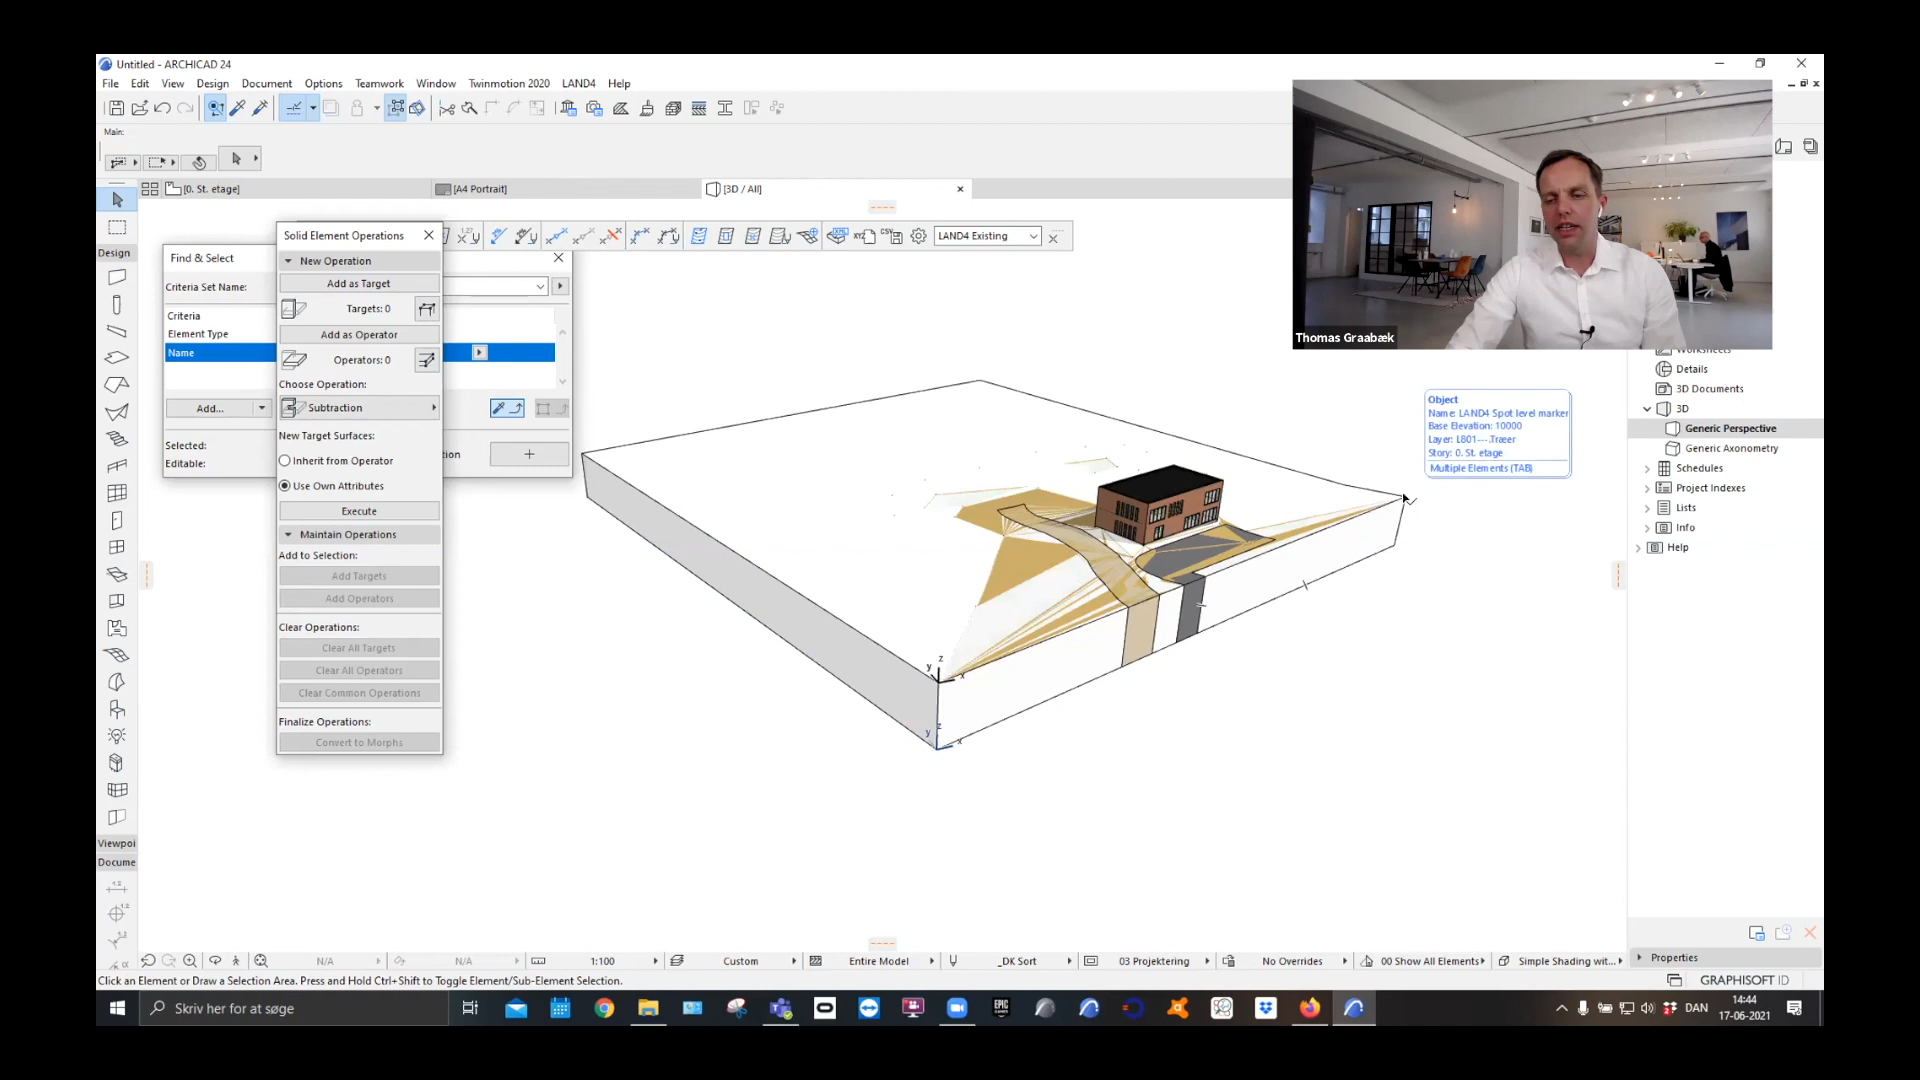 Untitled - ARCHICAD 24
File Edit View Design Document Options Teamwork Window Twinmotion 2020 LAND4 Help
Main:
[0. St. etage]
[A4 Portrait]
[3D / All]
Design
Find & Select
Criteria Set Name:
Criteria
Element Type
Name
Add...
Selected:
Editable:
tion
Solid Element Operations
New Operation
Add as Target
Targets: 0
Add as Operator
Operators: 0
Choose Operation:
Subtraction
New Target Surfaces:
Inherit from Operator
Use Own Attributes
Execute
Maintain Operations
Add to Selection:
Add Targets
Add Operators
Clear Operations:
Clear All Targets
Clear All Operators
Clear Common Operations
Finalize Operations:
Convert to Morphs
XYZ
CSV
LAND4 Existing
Thomas Graabæk
Object
Name: LAND4 Spot level marker
Base Elevation: 10000
Layer: L801---.Træer
Story: 0. St. etage
Multiple Elements (TAB)
z
y
x
z
y
x
Worksheets
Details
3D Documents
3D
Generic Perspective
Generic Axonometry
Schedules
Project Indexes
Lists
Info
Help
Viewpoi
Docume
N/A
N/A
1:100
Custom
Entire Model
_DK Sort
03 Projektering
No Overrides
00 Show All Elements
Simple Shading wit...
Properties
Click an Element or Draw a Selection Area. Press and Hold Ctrl+Shift to Toggle Element/Sub-Element Selection.
GRAPHISOFT ID
Skriv her for at søge
EPIC
DAN
14:44
17-06-2021